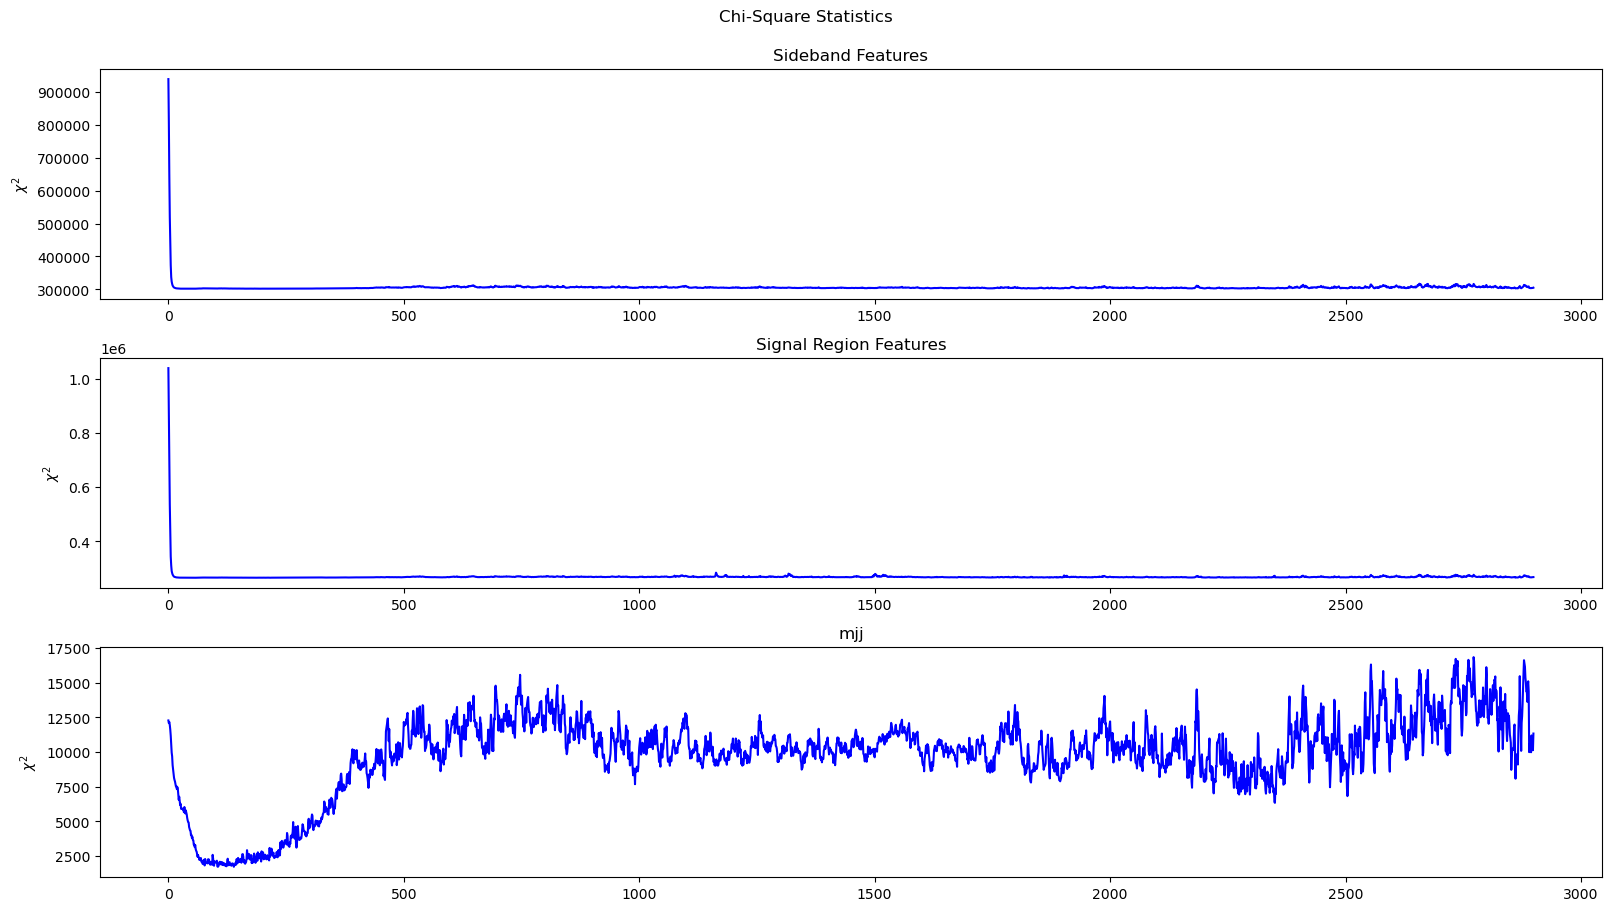 Chi-Square Statistics
Sideband Features
900000
800000
700000
600000
500000
400000
300000
χ²
0 500 1000 1500 2000 2500 3000
Signal Region Features
1e6
1.0
0.8
0.6
0.4
χ²
0 500 1000 1500 2000 2500 3000
mjj
17500
15000
12500
10000
7500
5000
2500
χ²
0 500 1000 1500 2000 2500 3000